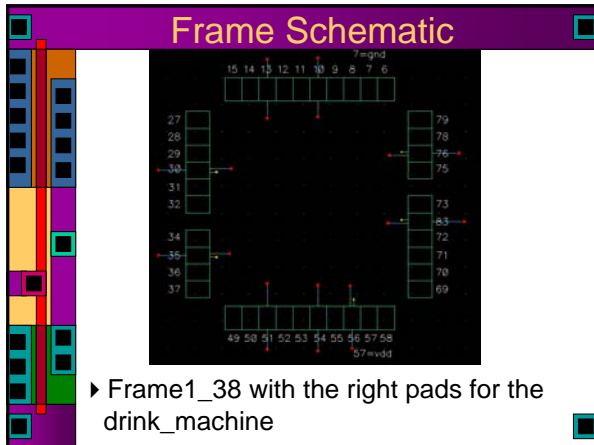 Frame Schematic
7=gnd
15 14 13 12 11 10 9 8 7 6
27
28
29
30
31
32
34
35
36
37
79
78
76
75
73
83
72
71
70
69
49 50 51 52 53 54 55 56 57 58
57=vdd
Frame1_38 with the right pads for the
drink_machine